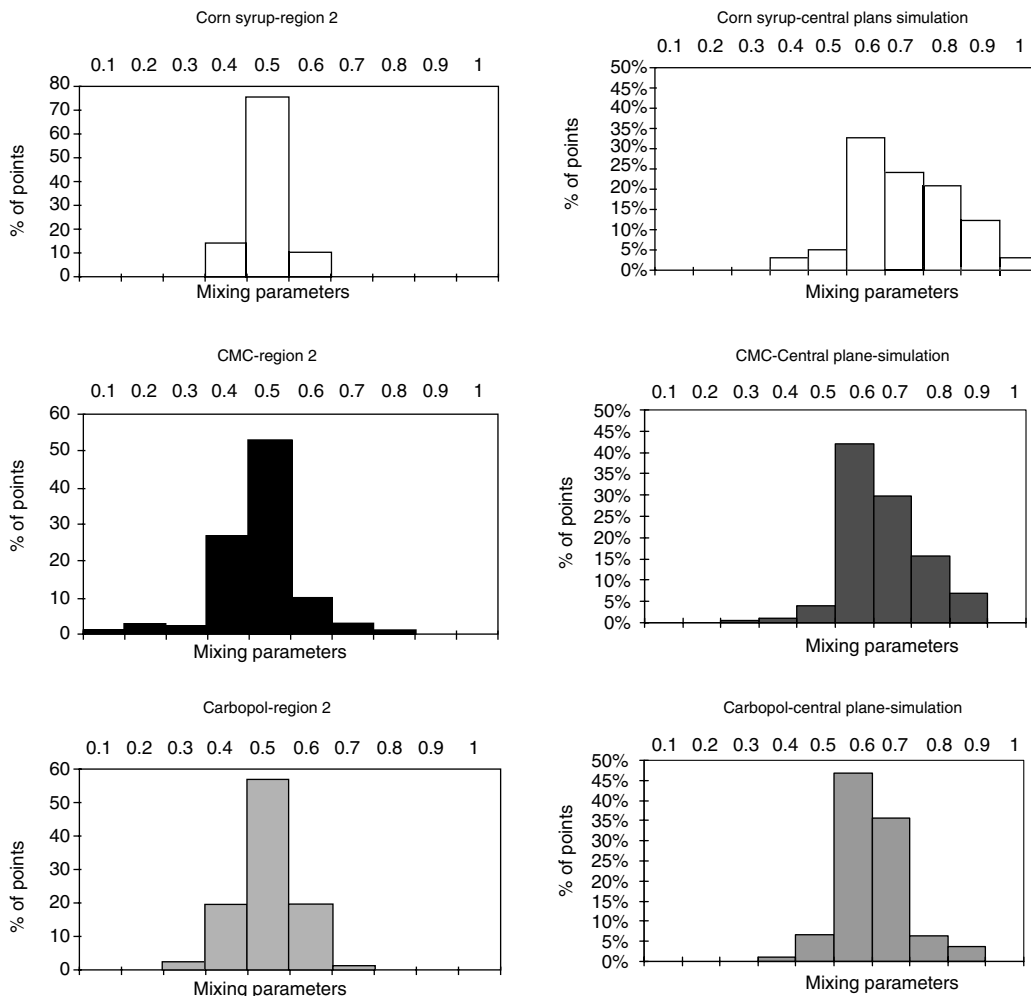 Corn syrup-region 2
0.1 0.2 0.3 0.4 0.5 0.6 0.7 0.8 0.9 1
80
70
60
50
40
30
20
10
0
% of points
Mixing parameters
Corn syrup-central plans simulation
0.1 0.2 0.3 0.4 0.5 0.6 0.7 0.8 0.9 1
50%
45%
40%
35%
30%
25%
20%
15%
10%
5%
0%
% of points
Mixing parameters
CMC-region 2
0.1 0.2 0.3 0.4 0.5 0.6 0.7 0.8 0.9 1
60
50
40
30
20
10
0
% of points
Mixing parameters
CMC-Central plane-simulation
0.1 0.2 0.3 0.4 0.5 0.6 0.7 0.8 0.9 1
50%
45%
40%
35%
30%
25%
20%
15%
10%
5%
0%
% of points
Mixing parameters
Carbopol-region 2
0.1 0.2 0.3 0.4 0.5 0.6 0.7 0.8 0.9 1
60
50
40
30
20
10
0
% of points
Mixing parameters
Carbopol-central plane-simulation
0.1 0.2 0.3 0.4 0.5 0.6 0.7 0.8 0.9 1
50%
45%
40%
35%
30%
25%
20%
15%
10%
5%
0%
% of points
Mixing parameters